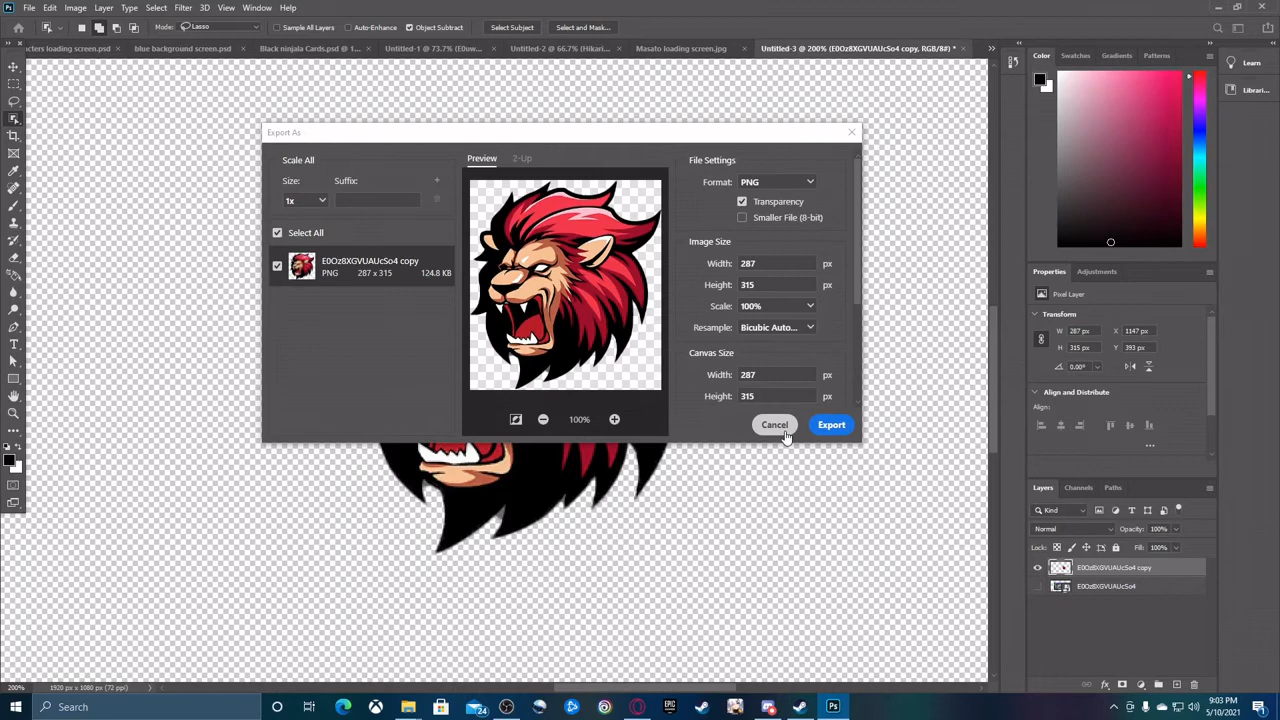 File Edit Image Layer Type Select Filter 3D View Window Help
Mode: Lasso Sample All Layers Auto-Enhance Object Subtract Select Subject Select and Mask...
cters loading screen.psd × blue background screen.psd × Black ninjala Cards.psd @ 1... × Untitled-1 @ 73.7% (E0uw... × Untitled-2 @ 66.7% (Hikari... × Masato loading screen.jpg × Untitled-3 @ 200% (E0Oz8XGVUAUcSo4 copy, RGB/8#) * ×
Color Swatches Gradients Patterns
Learn
Librari...
Export As
Scale All
Size: Suffix:
1x
Select All
E0Oz8XGVUAUcSo4 copy
PNG 287 x 315 124.8 KB
Preview 2-Up
100%
File Settings
Format: PNG
Transparency
Smaller File (8-bit)
Image Size
Width: 287 px
Height: 315 px
Scale: 100%
Resample: Bicubic Auto...
Canvas Size
Width: 287 px
Height: 315 px
Cancel Export
Properties Adjustments
Pixel Layer
Transform
W 287 px X 1147 px
H 315 px Y 393 px
0.00°
Align and Distribute
Align:
Layers Channels Paths
Kind
Normal Opacity: 100%
Lock: Fill: 100%
E0Oz8XGVUAUcSo4 copy
E0Oz8XGVUAUcSo4
200% 1920 px x 1080 px (72 ppi)
Search
24
EPIC
Ps
9:03 PM
5/10/2021